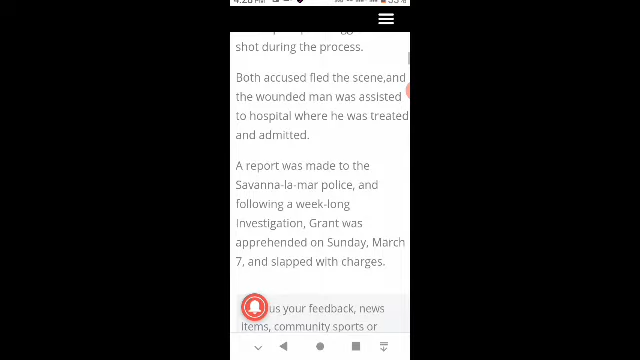 shot during the process.
Both accused fled the scene,and
the wounded man was assisted
to hospital where he was treated
and admitted.
A report was made to the
Savanna-la-mar police, and
following a week-long
Investigation, Grant was
apprehended on Sunday, March
7, and slapped with charges.
us your feedback, news
items, community sports or